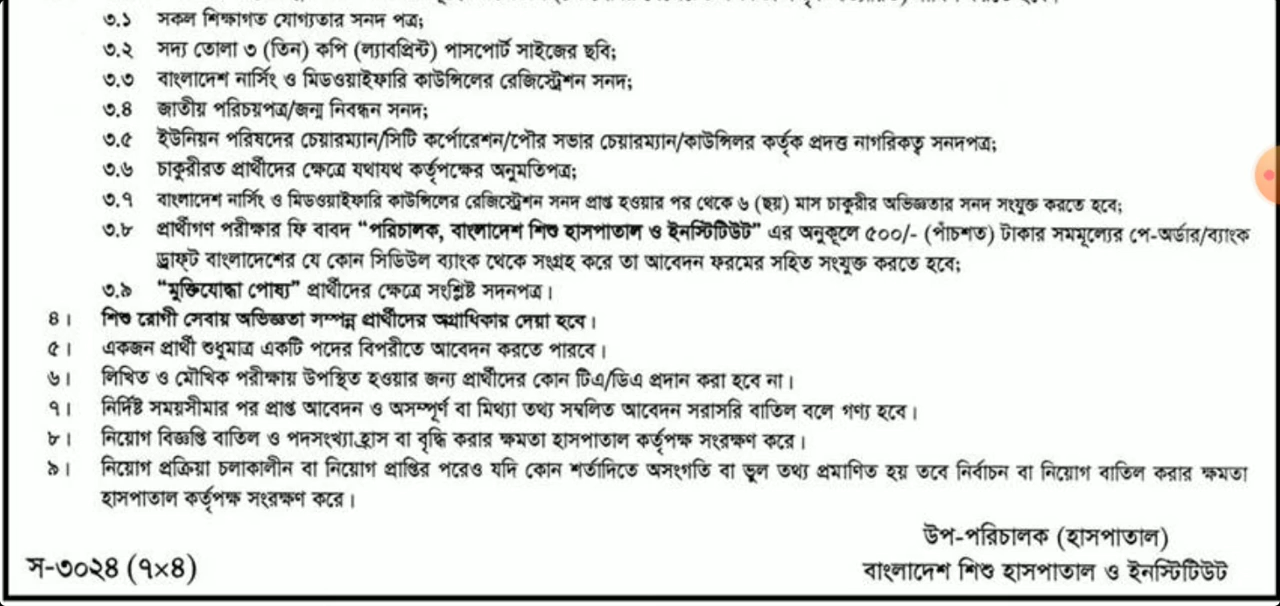 ৩.১ সকল শিক্ষাগত যোগ্যতার সনদ পত্র;
৩.২ সদ্য তোলা ৩ (তিন) কপি (ল্যাবপ্রিন্ট) পাসপোর্ট সাইজের ছবি;
৩.৩ বাংলাদেশ নার্সিং ও মিডওয়াইফারি কাউন্সিলের রেজিস্ট্রেশন সনদ;
৩.৪ জাতীয় পরিচয়পত্র/জন্ম নিবন্ধন সনদ;
৩.৫ ইউনিয়ন পরিষদের চেয়ারম্যান/সিটি কর্পোরেশন/পৌর সভার চেয়ারম্যান/কাউন্সিলর কর্তৃক প্রদত্ত নাগরিকত্ব সনদপত্র;
৩.৬ চাকুরীরত প্রার্থীদের ক্ষেত্রে যথাযথ কর্তৃপক্ষের অনুমতিপত্র;
৩.৭ বাংলাদেশ নার্সিং ও মিডওয়াইফারি কাউন্সিলের রেজিস্ট্রেশন সনদ প্রাপ্ত হওয়ার পর থেকে ৬ (ছয়) মাস চাকুরীর অভিজ্ঞতার সনদ সংযুক্ত করতে হবে;
৩.৮ প্রার্থীগণ পরীক্ষার ফি বাবদ “পরিচালক, বাংলাদেশ শিশু হাসপাতাল ও ইনস্টিটিউট” এর অনুকূলে ৫০০/- (পাঁচশত) টাকার সমমূল্যের পে-অর্ডার/ব্যাংক
ড্রাফ্ট বাংলাদেশের যে কোন সিডিউল ব্যাংক থেকে সংগ্রহ করে তা আবেদন ফরমের সহিত সংযুক্ত করতে হবে;
৩.৯ “মুক্তিযোদ্ধা পোষ্য” প্রার্থীদের ক্ষেত্রে সংশ্লিষ্ট সদনপত্র।
৪। শিশু রোগী সেবায় অভিজ্ঞতা সম্পন্ন প্রার্থীদের অগ্রাধিকার দেয়া হবে।
৫। একজন প্রার্থী শুধুমাত্র একটি পদের বিপরীতে আবেদন করতে পারবে।
৬। লিখিত ও মৌখিক পরীক্ষায় উপস্থিত হওয়ার জন্য প্রার্থীদের কোন টিএ/ডিএ প্রদান করা হবে না।
৭। নির্দিষ্ট সময়সীমার পর প্রাপ্ত আবেদন ও অসম্পূর্ণ বা মিথ্যা তথ্য সম্বলিত আবেদন সরাসরি বাতিল বলে গণ্য হবে।
৮। নিয়োগ বিজ্ঞপ্তি বাতিল ও পদসংখ্যা হ্রাস বা বৃদ্ধি করার ক্ষমতা হাসপাতাল কর্তৃপক্ষ সংরক্ষণ করে।
৯। নিয়োগ প্রক্রিয়া চলাকালীন বা নিয়োগ প্রাপ্তির পরেও যদি কোন শর্তাদিতে অসংগতি বা ভুল তথ্য প্রমাণিত হয় তবে নির্বাচন বা নিয়োগ বাতিল করার ক্ষমতা
হাসপাতাল কর্তৃপক্ষ সংরক্ষণ করে।
উপ-পরিচালক (হাসপাতাল)
স-৩০২৪ (৭×৪)
বাংলাদেশ শিশু হাসপাতাল ও ইনস্টিটিউট